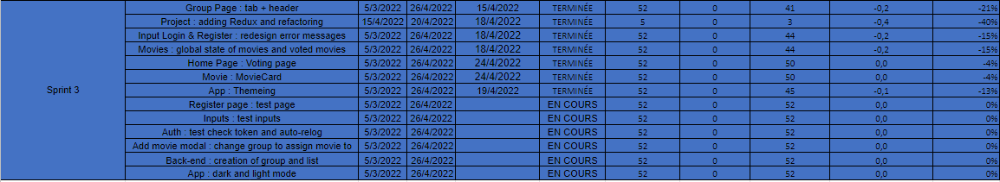 Group Page : tab + header 5/3/2022 26/4/2022 15/4/2022 TERMINÉE 52 0 41 -0,2 -21%
Project : adding Redux and refactoring 15/4/2022 20/4/2022 18/4/2022 TERMINÉE 5 0 3 -0,4 -40%
Input Login & Register : redesign error messages 5/3/2022 26/4/2022 18/4/2022 TERMINÉE 52 0 44 -0,2 -15%
Movies : global state of movies and voted movies 5/3/2022 26/4/2022 18/4/2022 TERMINÉE 52 0 44 -0,2 -15%
Home Page : Voting page 5/3/2022 26/4/2022 24/4/2022 TERMINÉE 52 0 50 0,0 -4%
Movie : MovieCard 5/3/2022 26/4/2022 24/4/2022 TERMINÉE 52 0 50 0,0 -4%
Sprint 3 App : Themeing 5/3/2022 26/4/2022 19/4/2022 TERMINÉE 52 0 45 -0,1 -13%
Register page : test page 5/3/2022 26/4/2022 EN COURS 52 0 52 0,0 0%
Inputs : test inputs 5/3/2022 26/4/2022 EN COURS 52 0 52 0,0 0%
Auth : test check token and auto-relog 5/3/2022 26/4/2022 EN COURS 52 0 52 0,0 0%
Add movie modal : change group to assign movie to 5/3/2022 26/4/2022 EN COURS 52 0 52 0,0 0%
Back-end : creation of group and list 5/3/2022 26/4/2022 EN COURS 52 0 52 0,0 0%
App : dark and light mode 5/3/2022 26/4/2022 EN COURS 52 0 52 0,0 0%